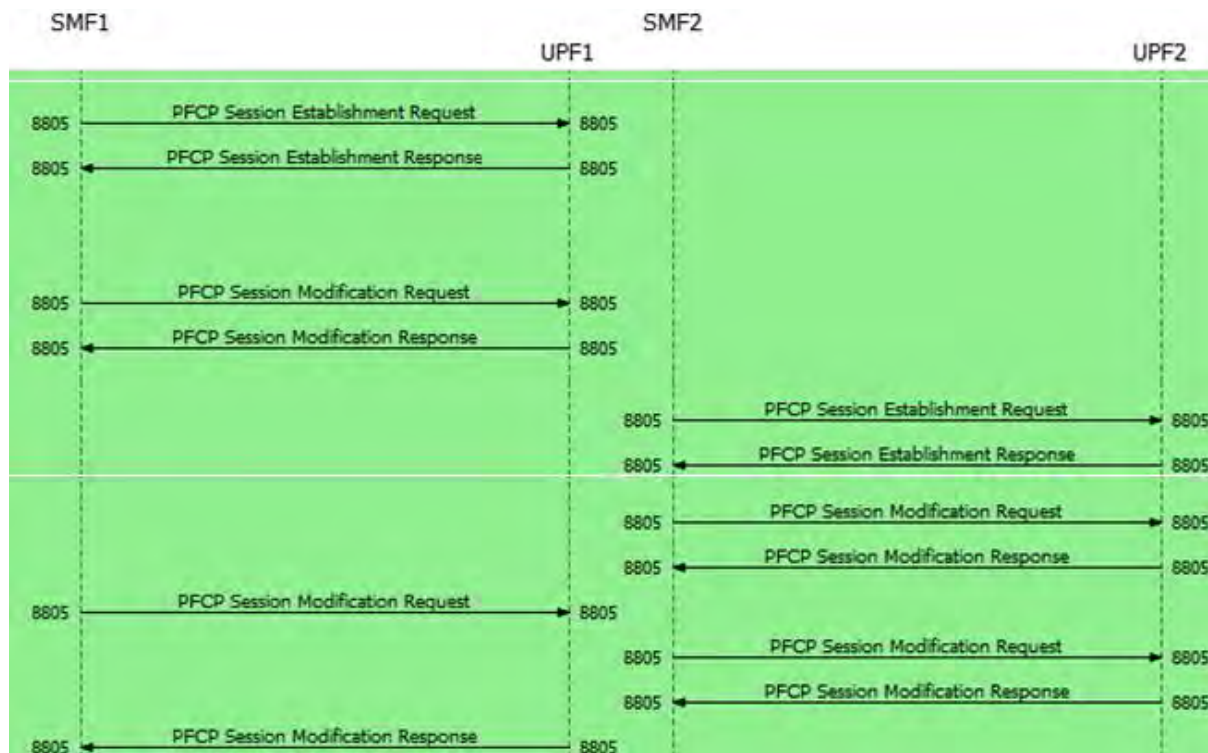 SMF1 SMF2
UPF1 UPF2
PFCP Session Establishment Request
8805 8805
PFCP Session Establishment Response
8805 8805
PFCP Session Modification Request
8805 8805
PFCP Session Modification Response
8805 8805
PFCP Session Establishment Request
8805 8805
PFCP Session Establishment Response
8805 8805
PFCP Session Modification Request
8805 8805
PFCP Session Modification Response
8805 8805
PFCP Session Modification Request
8805 8805
PFCP Session Modification Request
8805 8805
PFCP Session Modification Response
8805 8805
PFCP Session Modification Response
8805 8805